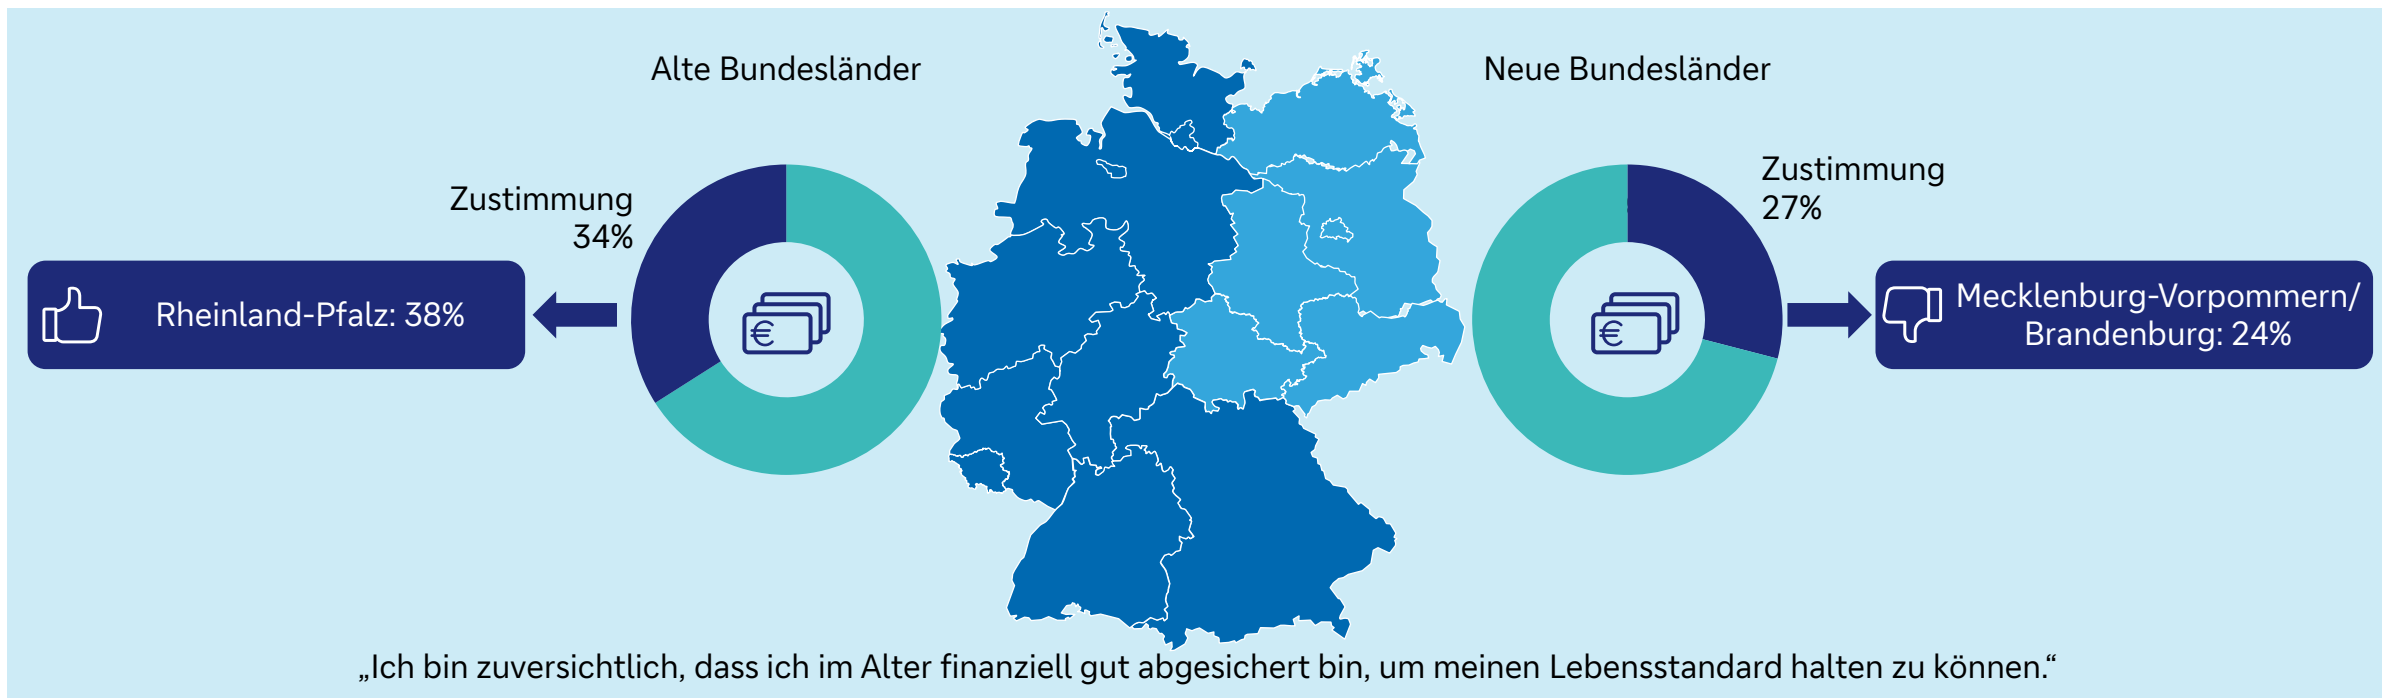 Alte Bundesländer
Neue Bundesländer
Zustimmung
34%
Zustimmung
27%
Rheinland-Pfalz: 38%
€
€
Mecklenburg-Vorpommern/
Brandenburg: 24%
„Ich bin zuversichtlich, dass ich im Alter finanziell gut abgesichert bin, um meinen Lebensstandard halten zu können.“